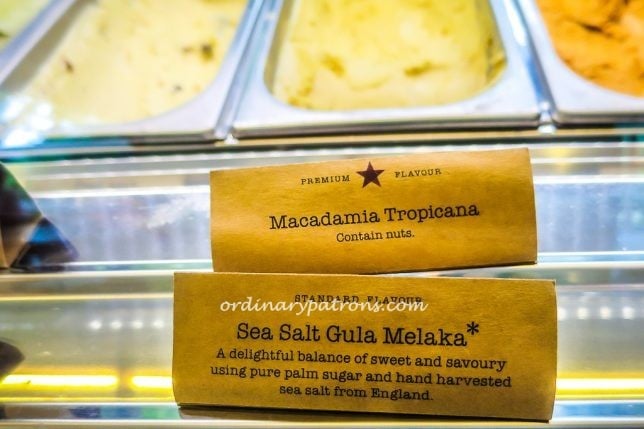 PREMIUM ★ FLAVOUR
Macadamia Tropicana
Contain nuts.
STANDARD FLAVOUR
ordinarypatrons.com
Sea Salt Gula Melaka*
A delightful balance of sweet and savoury
using pure palm sugar and hand harvested
sea salt from England.